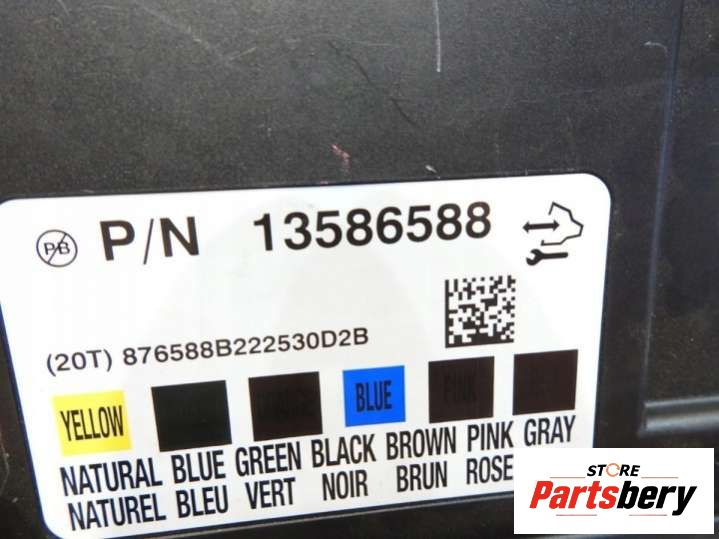 PB
P/N 13586588
(20T) 876588B222530D2B
YELLOW BLUE PINK
NATURAL BLUE GREEN BLACK BROWN PINK GRAY
NATUREL BLEU VERT NOIR BRUN ROSE
STORE
Partsbery